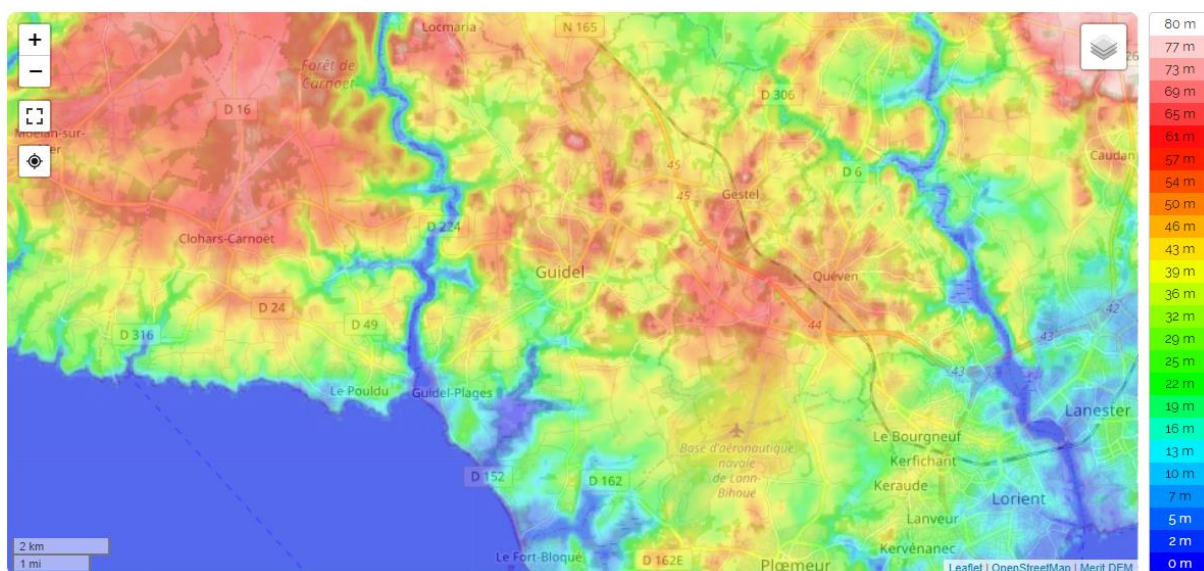 +
−
Locmaria
N 165
Forêt de
Carnoet
D 16
D 306
Moëlan-sur-
Caudan
45
D 6
45
Gestel
Clohars-Carnoët
D 224
Guidel
Quéven
D 24
D 49
D 316
44
43
42
43
Le Pouldu
Guidel-Plages
Lanester
Le Bourgneuf
Base d'aéronautique
navale
de Lann-
Bihoué
Kerfichant
D 152
D 162
Keraude
Lorient
Lanveur
Kervénanec
Le Fort-Bloqué
D 162E
Plœmeur
2 km
1 mi
Leaflet | OpenStreetMap | Merit DEM
80 m
77 m
73 m
69 m
65 m
61 m
57 m
54 m
50 m
46 m
43 m
39 m
36 m
32 m
29 m
25 m
22 m
19 m
16 m
13 m
10 m
7 m
5 m
2 m
0 m